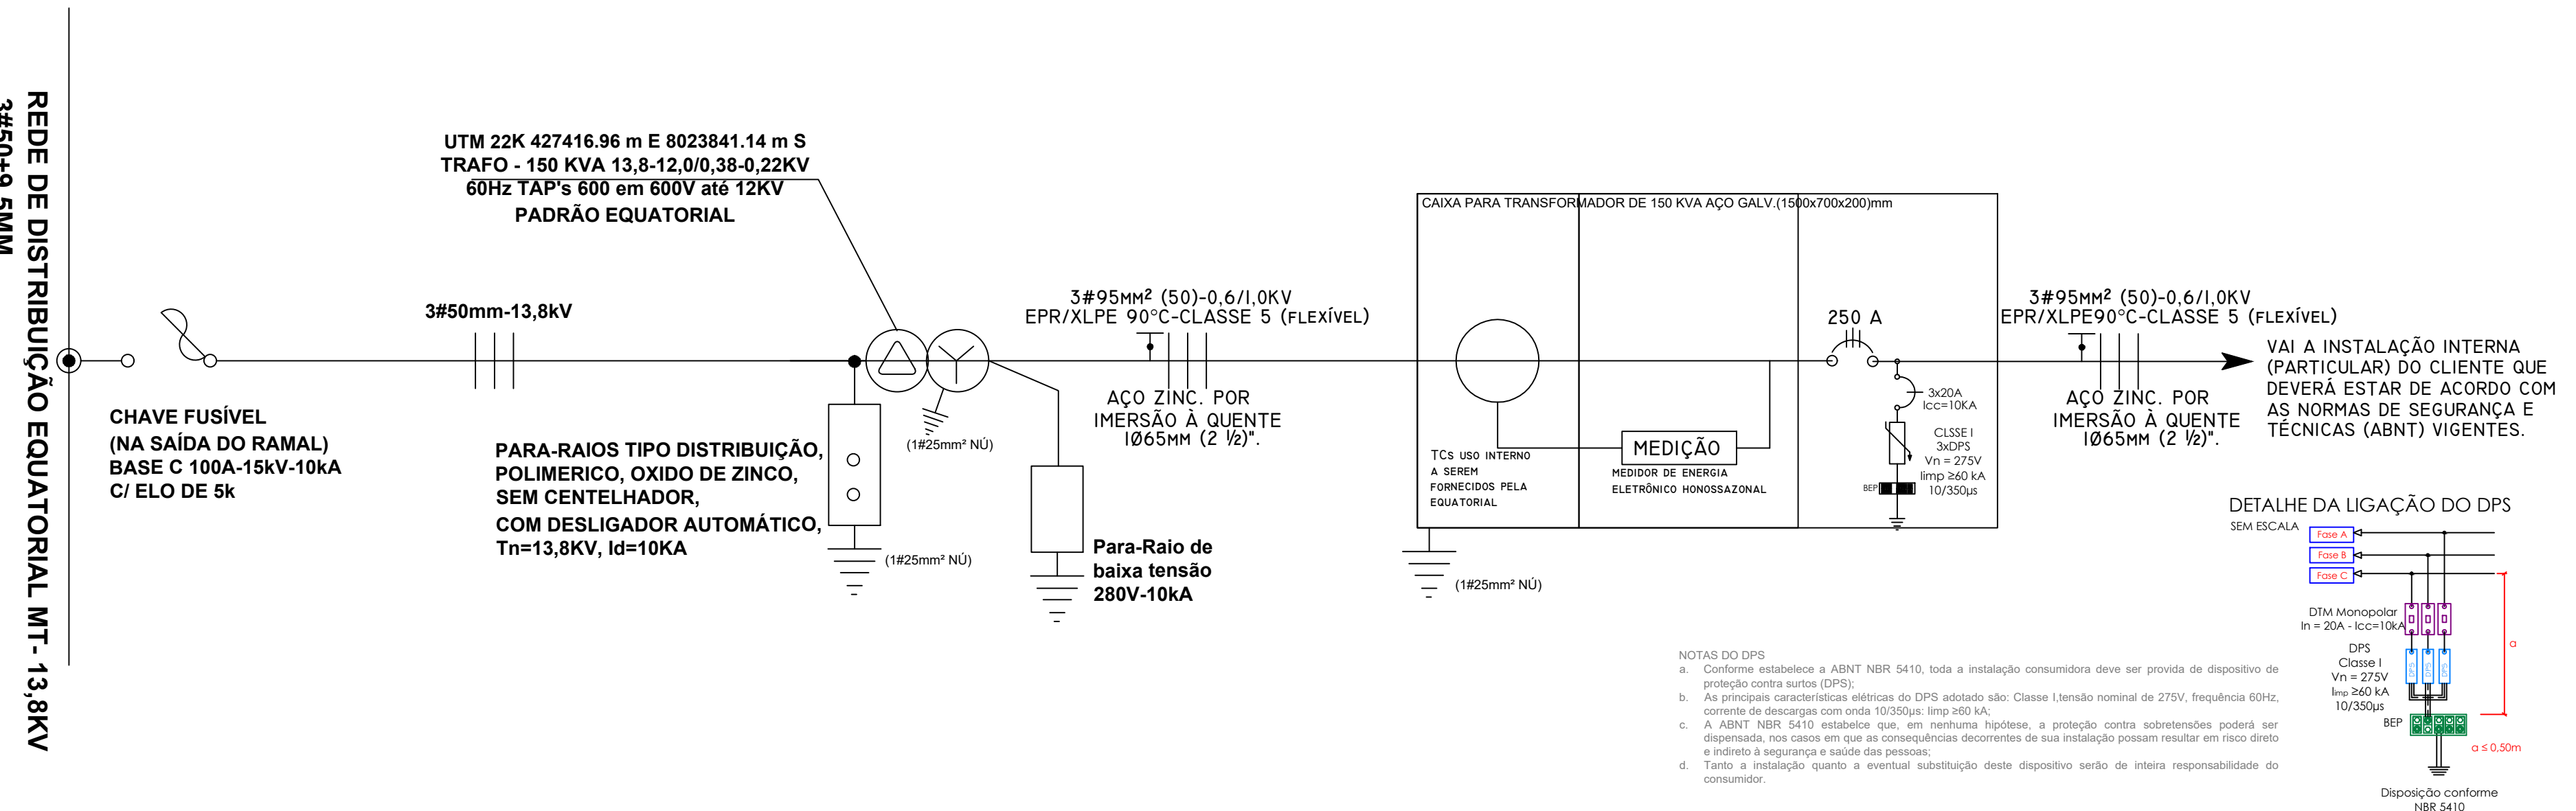 REDE DE DISTRIBUIÇÃO EQUATORIAL MT- 13,8KV
3#50+9,5MM
CHAVE FUSÍVEL
(NA SAÍDA DO RAMAL)
BASE C 100A-15kV-10kA
C/ ELO DE 5k
3#50mm-13,8kV
UTM 22K 427416.96 m E 8023841.14 m S
TRAFO - 150 KVA 13,8-12,0/0,38-0,22KV
60Hz TAP's 600 em 600V até 12KV
PADRÃO EQUATORIAL
PARA-RAIOS TIPO DISTRIBUIÇÃO,
POLIMERICO, OXIDO DE ZINCO,
SEM CENTELHADOR,
COM DESLIGADOR AUTOMÁTICO,
Tn=13,8KV, Id=10KA
(1#25mm² NÚ)
(1#25mm² NÚ)
Para-Raio de
baixa tensão
280V-10kA
3#95MM² (50)-0,6/1,0KV
EPR/XLPE 90°C-CLASSE 5 (FLEXÍVEL)
AÇO ZINC. POR
IMERSÃO À QUENTE
1Ø65MM (2 ½)".
CAIXA PARA TRANSFORMADOR DE 150 KVA AÇO GALV.(1500x700x200)mm
TCS USO INTERNO
A SEREM
FORNECIDOS PELA
EQUATORIAL
(1#25mm² NÚ)
MEDIÇÃO
MEDIDOR DE ENERGIA
ELETRÔNICO HONOSSAZONAL
250 A
3x20A
Icc=10KA
CLSSE I
3xDPS
Vn = 275V
Iimp ≥60 kA
10/350µs
BEP
3#95MM² (50)-0,6/1,0KV
EPR/XLPE90°C-CLASSE 5 (FLEXÍVEL)
AÇO ZINC. POR
IMERSÃO À QUENTE
1Ø65MM (2 ½)".
VAI A INSTALAÇÃO INTERNA
(PARTICULAR) DO CLIENTE QUE
DEVERÁ ESTAR DE ACORDO COM
AS NORMAS DE SEGURANÇA E
TÉCNICAS (ABNT) VIGENTES.
DETALHE DA LIGAÇÃO DO DPS
SEM ESCALA
Fase A
Fase B
Fase C
DTM Monopolar
In = 20A - Icc=10kA
DPS
Classe I
Vn = 275V
Iimp ≥60 kA
10/350µs
DPS
DPS
DPS
BEP
a
a ≤ 0,50m
Disposição conforme
NBR 5410
NOTAS DO DPS
a. Conforme estabelece a ABNT NBR 5410, toda a instalação consumidora deve ser provida de dispositivo de
proteção contra surtos (DPS);
b. As principais características elétricas do DPS adotado são: Classe I,tensão nominal de 275V, frequência 60Hz,
corrente de descargas com onda 10/350µs: Iimp ≥60 kA;
c. A ABNT NBR 5410 estabelce que, em nenhuma hipótese, a proteção contra sobretensões poderá ser
dispensada, nos casos em que as consequências decorrentes de sua instalação possam resultar em risco direto
e indireto à segurança e saúde das pessoas;
d. Tanto a instalação quanto a eventual substituição deste dispositivo serão de inteira responsabilidade do
consumidor.